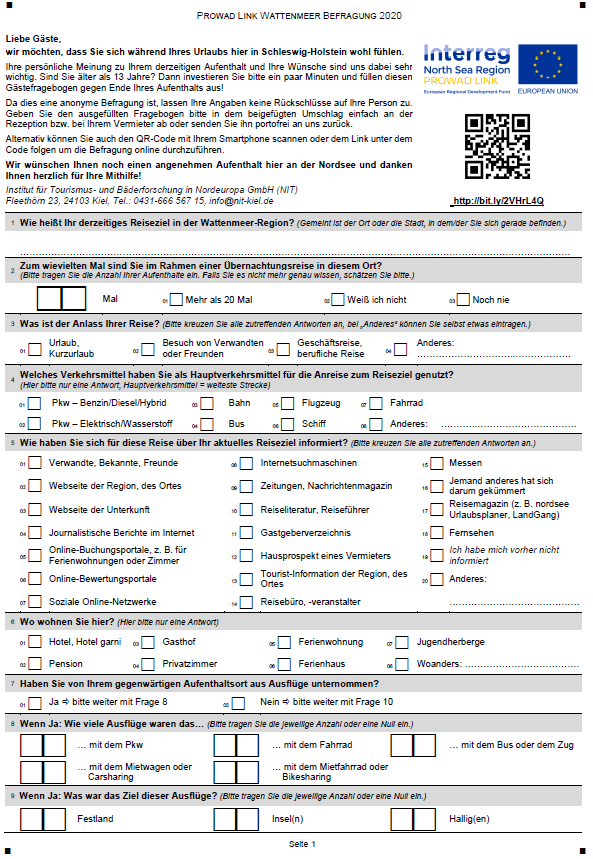 PROWAD LINK WATTENMEER BEFRAGUNG 2020
Liebe Gäste,
wir möchten, dass Sie sich während Ihres Urlaubs hier in Schleswig-Holstein wohl fühlen.
Ihre persönliche Meinung zu Ihrem derzeitigen Aufenthalt und Ihre Wünsche sind uns dabei sehr
wichtig. Sind Sie älter als 13 Jahre? Dann investieren Sie bitte ein paar Minuten und füllen diesen
Gästefragebogen gegen Ende Ihres Aufenthalts aus!
Da dies eine anonyme Befragung ist, lassen Ihre Angaben keine Rückschlüsse auf Ihre Person zu.
Geben Sie den ausgefüllten Fragebogen bitte in dem beigefügten Umschlag einfach an der
Rezeption bzw. bei Ihrem Vermieter ab oder senden Sie ihn portofrei an uns zurück.
Alternativ können Sie auch den QR-Code mit Ihrem Smartphone scannen oder dem Link unter dem
Code folgen um die Befragung online durchzuführen.
Wir wünschen Ihnen noch einen angenehmen Aufenthalt hier an der Nordsee und danken
Ihnen herzlich für Ihre Mithilfe!
Institut für Tourismus- und Bäderforschung in Nordeuropa GmbH (NIT)
Fleethörn 23, 24103 Kiel, Tel.: 0431-666 567 15, info@nit-kiel.de
Interreg
North Sea Region
PROWAD LINK
European Regional Development Fund
EUROPEAN UNION
http://bit.ly/2VHrL4Q
1 Wie heißt Ihr derzeitiges Reiseziel in der Wattenmeer-Region? (Gemeint ist der Ort oder die Stadt, in dem/der Sie sich gerade befinden.)
2 Zum wievielten Mal sind Sie im Rahmen einer Übernachtungsreise in diesem Ort?
(Bitte tragen Sie die Anzahl Ihrer Aufenthalte ein. Falls Sie es nicht mehr genau wissen, schätzen Sie bitte.)
Mal 01 Mehr als 20 Mal 02 Weiß ich nicht 03 Noch nie
3 Was ist der Anlass Ihrer Reise? (Bitte kreuzen Sie alle zutreffenden Antworten an, bei „Anderes“ können Sie selbst etwas eintragen.)
01 Urlaub, Kurzurlaub
02 Besuch von Verwandten oder Freunden
03 Geschäftsreise, berufliche Reise
04 Anderes: ……………………………………
4 Welches Verkehrsmittel haben Sie als Hauptverkehrsmittel für die Anreise zum Reiseziel genutzt?
(Hier bitte nur eine Antwort, Hauptverkehrsmittel = weiteste Strecke)
01 Pkw – Benzin/Diesel/Hybrid 03 Bahn 05 Flugzeug 07 Fahrrad
02 Pkw – Elektrisch/Wasserstoff 04 Bus 06 Schiff 08 Anderes: ………………………………
5 Wie haben Sie sich für diese Reise über Ihr aktuelles Reiseziel informiert? (Bitte kreuzen Sie alle zutreffenden Antworten an.)
01 Verwandte, Bekannte, Freunde
02 Webseite der Region, des Ortes
03 Webseite der Unterkunft
04 Journalistische Berichte im Internet
05 Online-Buchungsportale, z. B. für
Ferienwohnungen oder Zimmer
06 Online-Bewertungsportale
07 Soziale Online-Netzwerke
08 Internetsuchmaschinen
09 Zeitungen, Nachrichtenmagazin
10 Reiseliteratur, Reiseführer
11 Gastgeberverzeichnis
12 Hausprospekt eines Vermieters
13 Tourist-Information der Region, des
Ortes
14 Reisebüro, -veranstalter
15 Messen
16 Jemand anderes hat sich
darum gekümmert
17 Reisemagazin (z. B. nordsee
Urlaubsplaner, LandGang)
18 Fernsehen
19 Ich habe mich vorher nicht
informiert
20 Anderes:
………………………………
6 Wo wohnen Sie hier? (Hier bitte nur eine Antwort)
01 Hotel, Hotel garni 03 Gasthof 05 Ferienwohnung 07 Jugendherberge
02 Pension 04 Privatzimmer 06 Ferienhaus 08 Woanders: …………………………
7 Haben Sie von Ihrem gegenwärtigen Aufenthaltsort aus Ausflüge unternommen?
01 Ja ➪ bitte weiter mit Frage 8 02 Nein ➪ bitte weiter mit Frage 10
8 Wenn Ja: Wie viele Ausflüge waren das… (Bitte tragen Sie die jeweilige Anzahl oder eine Null ein.)
... mit dem Pkw ... mit dem Fahrrad ... mit dem Bus oder dem Zug
... mit dem Mietwagen oder Carsharing
... mit dem Mietfahrrad oder Bikesharing
9 Wenn Ja: Was war das Ziel dieser Ausflüge? (Bitte tragen Sie die jeweilige Anzahl oder eine Null ein.)
Festland Insel(n) Hallig(en)
Seite 1